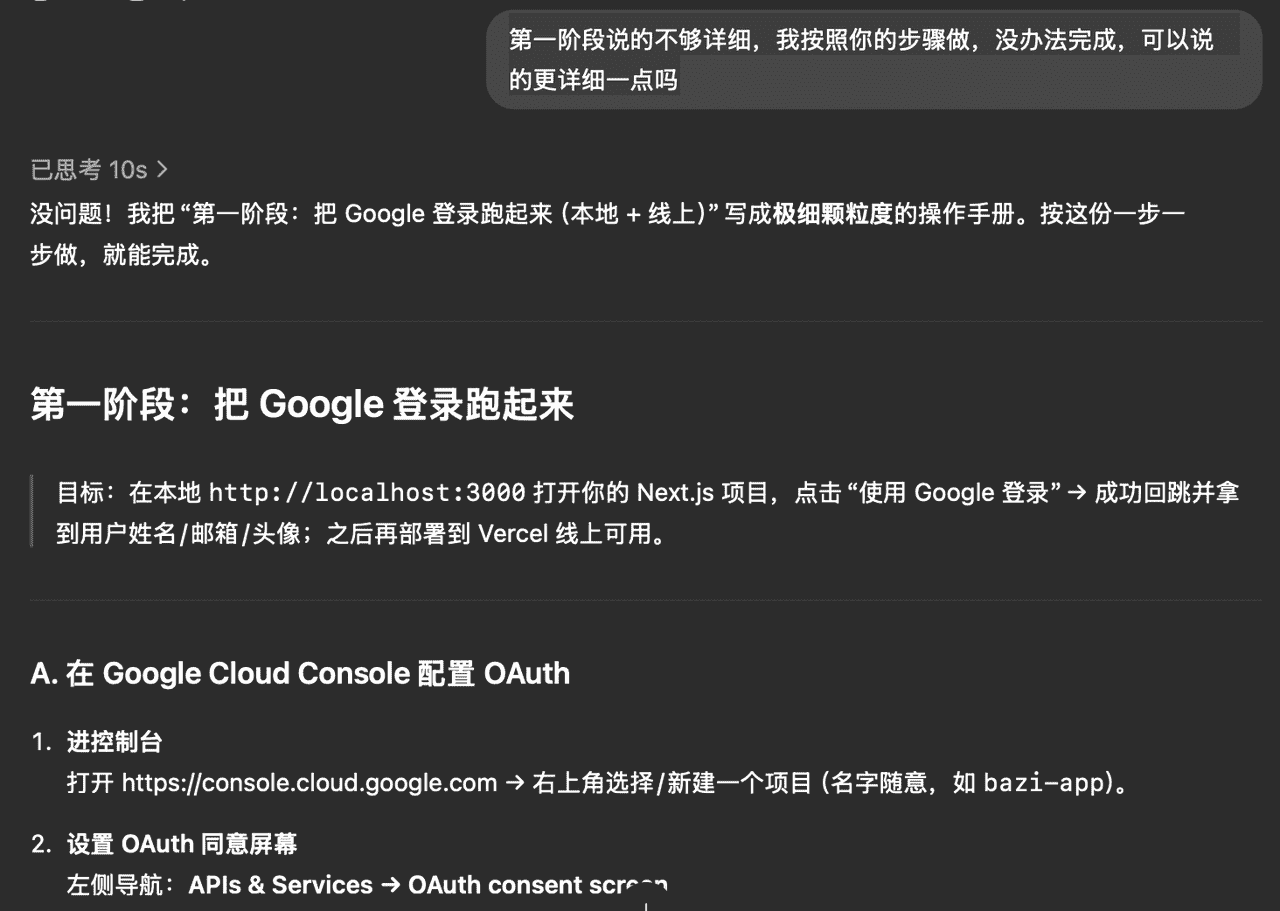 第一阶段说的不够详细，我按照你的步骤做，没办法完成，可以说
的更详细一点吗
已思考 10s >
没问题！我把“第一阶段：把 Google 登录跑起来（本地 + 线上）”写成极细颗粒度的操作手册。按这份一步一
步做，就能完成。
第一阶段：把 Google 登录跑起来
目标：在本地 http://localhost:3000 打开你的 Next.js 项目，点击“使用 Google 登录” → 成功回跳并拿
到用户姓名/邮箱/头像；之后再部署到 Vercel 线上可用。
A. 在 Google Cloud Console 配置 OAuth
1. 进控制台
打开 https://console.cloud.google.com → 右上角选择/新建一个项目（名字随意，如 bazi-app）。
2. 设置 OAuth 同意屏幕
左侧导航：APIs & Services → OAuth consent screen